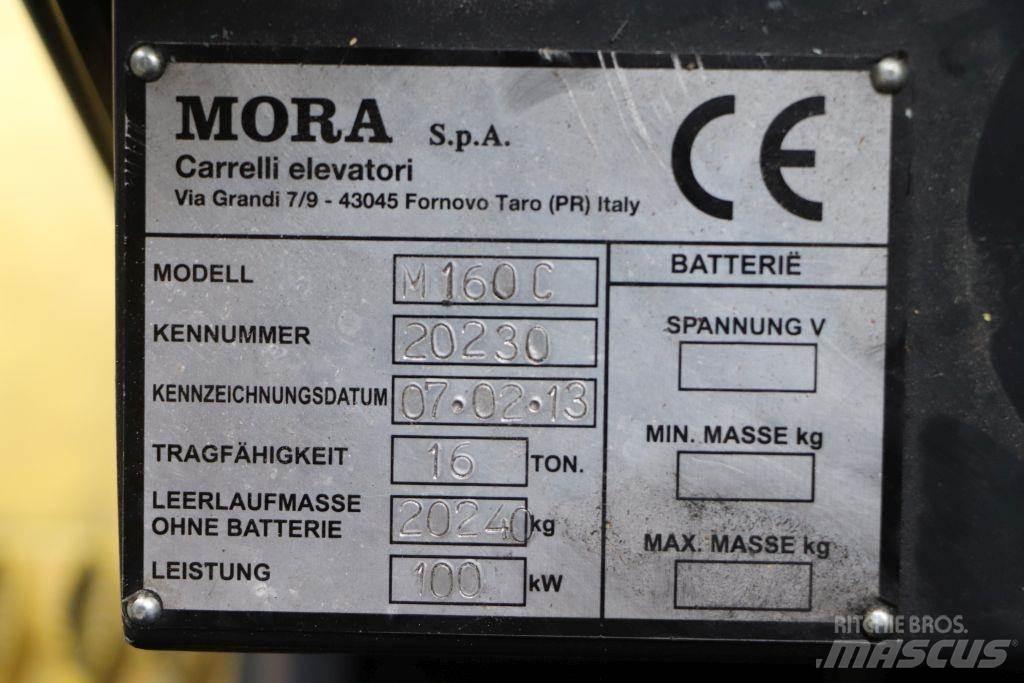 MORA S.p.A.
Carrelli elevatori
Via Grandi 7/9 - 43045 Fornovo Taro (PR) Italy
CE
MODELL M160C
KENNUMMER 20230
KENNZEICHNUNGSDATUM 07.02.13
TRAGFÄHIGKEIT 16 TON.
LEERLAUFMASSE
OHNE BATTERIE 20240 kg
LEISTUNG 100 kW
BATTERIË
SPANNUNG V
MIN. MASSE kg
MAX. MASSE kg
RITCHIE BROS.
MASCUS